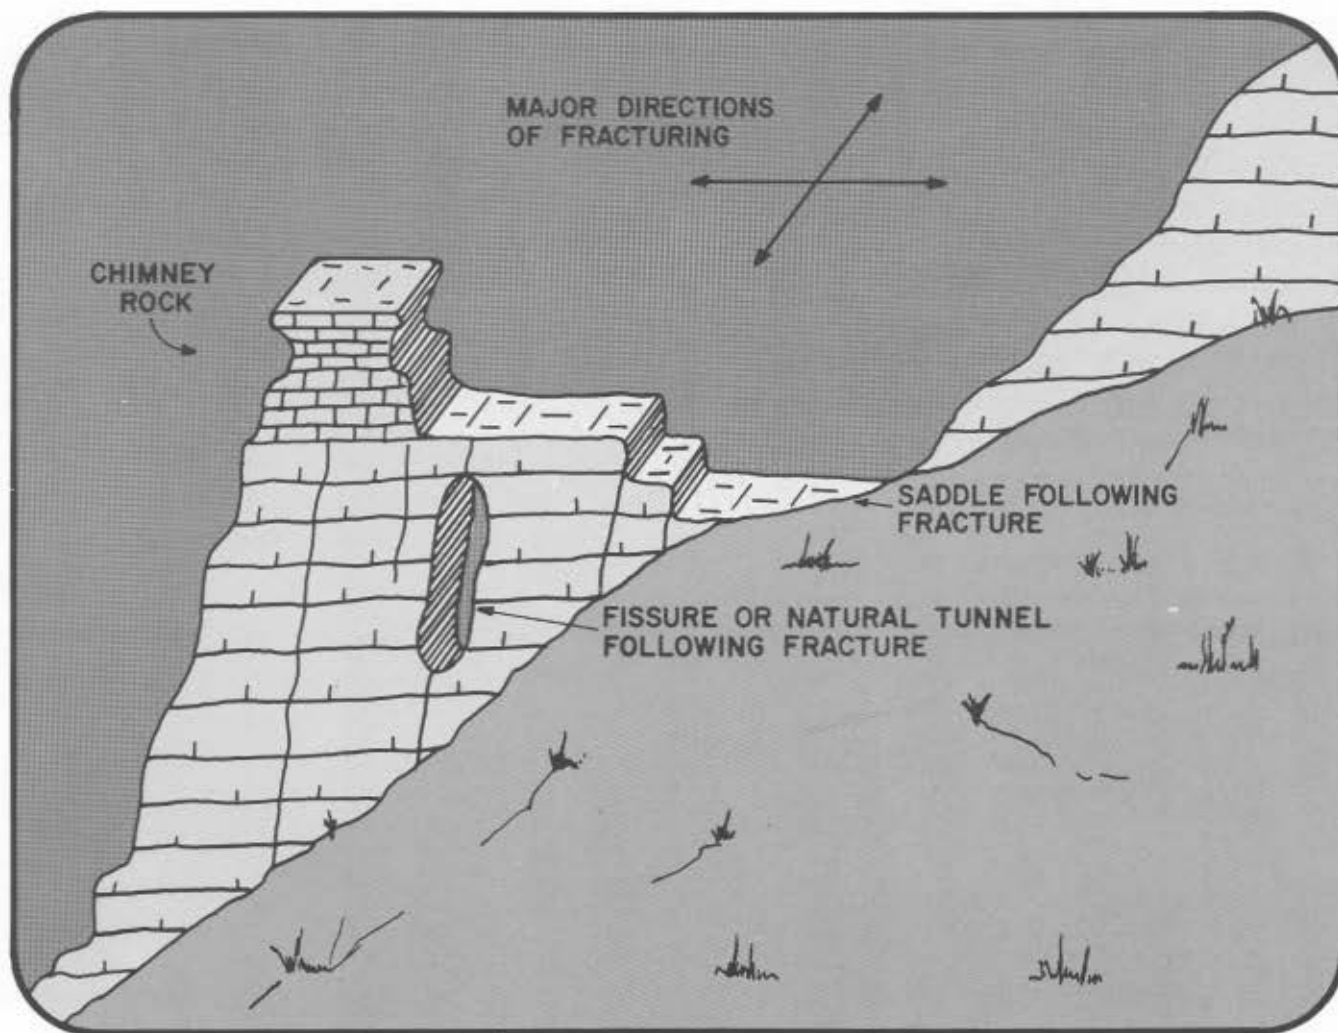 MAJOR DIRECTIONS
OF FRACTURING
CHIMNEY
ROCK
SADDLE FOLLOWING
FRACTURE
FISSURE OR NATURAL TUNNEL
FOLLOWING FRACTURE